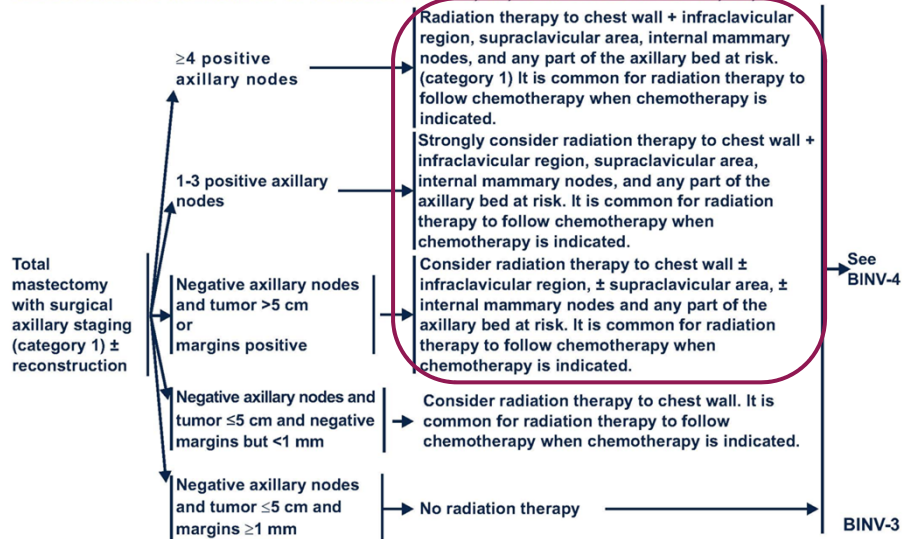 ≥4 positive
axillary nodes
Radiation therapy to chest wall + infraclavicular
region, supraclavicular area, internal mammary
nodes, and any part of the axillary bed at risk.
(category 1) It is common for radiation therapy to
follow chemotherapy when chemotherapy is
indicated.
1-3 positive axillary
nodes
Strongly consider radiation therapy to chest wall +
infraclavicular region, supraclavicular area,
internal mammary nodes, and any part of the
axillary bed at risk. It is common for radiation
therapy to follow chemotherapy when
chemotherapy is indicated.
Total
mastectomy
with surgical
axillary staging
(category 1) ±
reconstruction
Negative axillary nodes
and tumor >5 cm
or
margins positive
Consider radiation therapy to chest wall ±
infraclavicular region, ± supraclavicular area, ±
internal mammary nodes and any part of the
axillary bed at risk. It is common for radiation
therapy to follow chemotherapy when
chemotherapy is indicated.
See
BINV-4
Negative axillary nodes and
tumor ≤5 cm and negative
margins but <1 mm
Consider radiation therapy to chest wall. It is
common for radiation therapy to follow
chemotherapy when chemotherapy is indicated.
Negative axillary nodes
and tumor ≤5 cm and
margins ≥1 mm
No radiation therapy
BINV-3